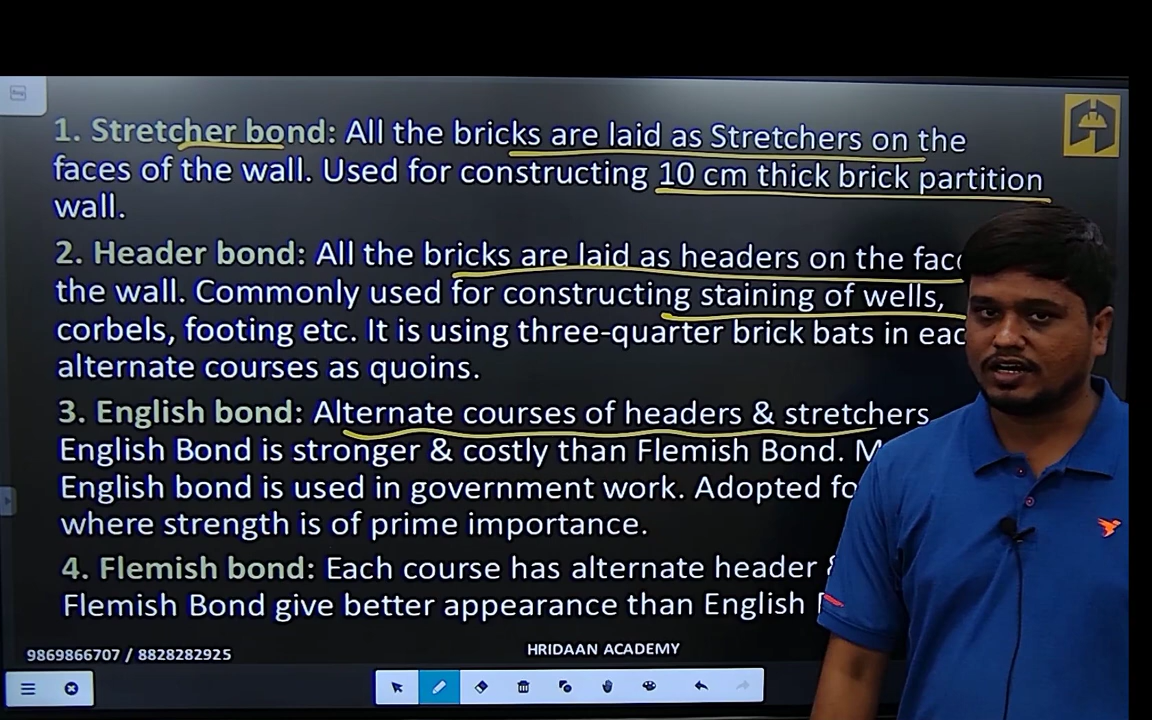 1. Stretcher bond: All the bricks are laid as Stretchers on the
faces of the wall. Used for constructing 10 cm thick brick partition
wall.
2. Header bond: All the bricks are laid as headers on the
the wall. Commonly used for constructing staining of wells,
corbels, footing etc. It is using three-quarter brick bats in
alternate courses as quoins.
3. English bond: Alternate courses of headers & stretchers
English Bond is stronger & costly than Flemish Bond.
English bond is used in government work. Adopted
where strength is of prime importance.
4. Flemish bond: Each course has alternate header
Flemish Bond give better appearance than English
9869866707 / 8828282925
HRIDAAN ACADEMY